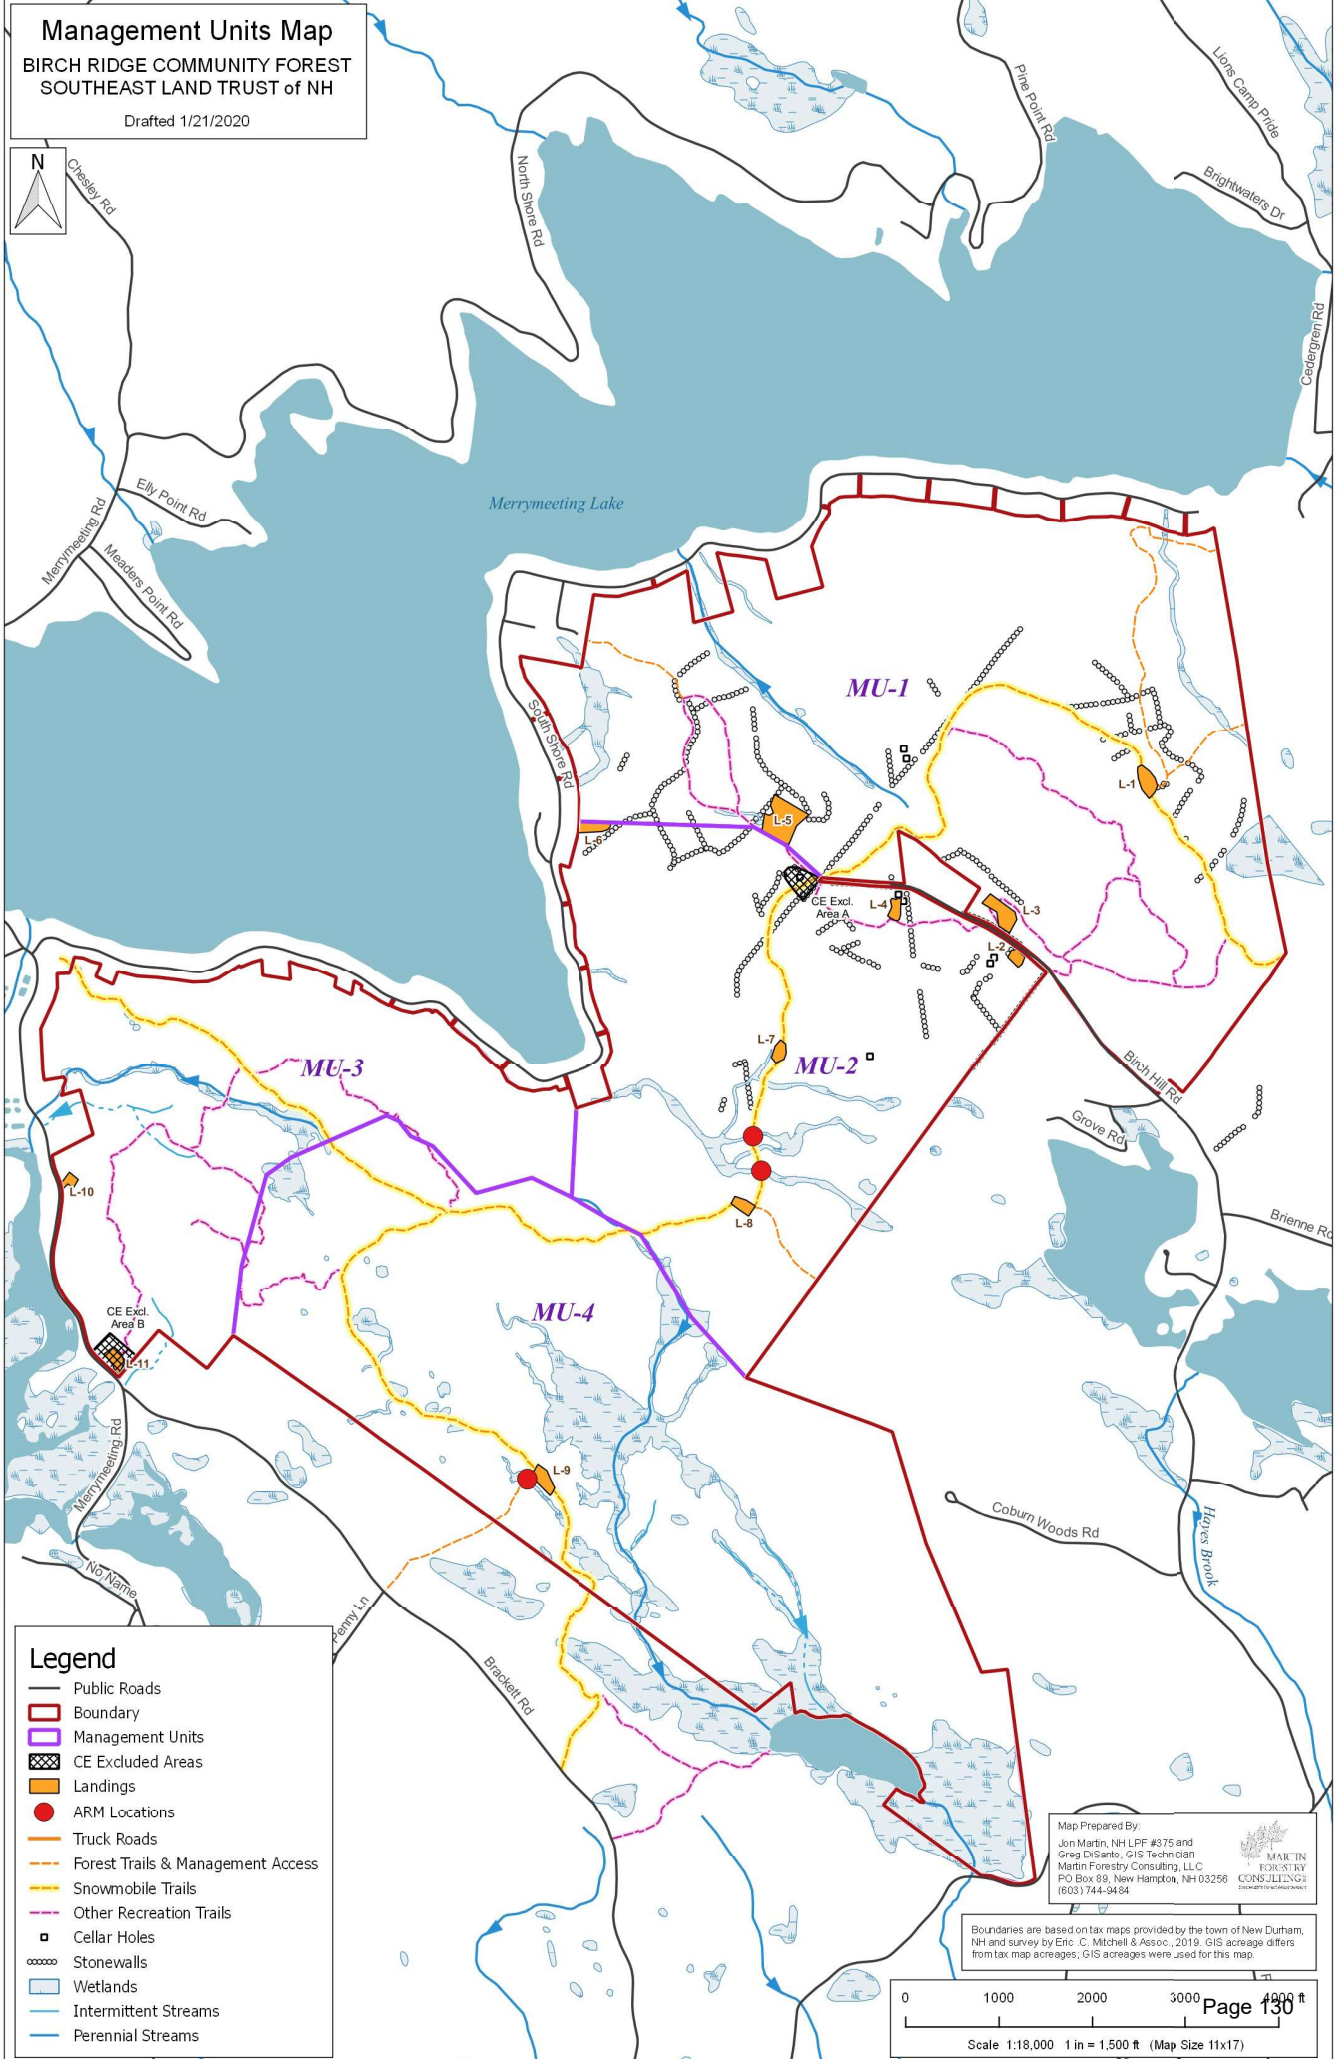 Management Units Map
BIRCH RIDGE COMMUNITY FOREST
SOUTHEAST LAND TRUST of NH
Drafted 1/21/2020
N
Chesley Rd
North Shore Rd
Pine Point Rd
Lions Camp Pride
Brightwaters Dr
Cedergren Rd
Elly Point Rd
Merrymeeting Rd
Meaders Point Rd
Merrymeeting Lake
South Shore Rd
MU-1
L-1
L-5
L-6
CE Excl.
Area A
L-4
L-3
L-2
L-7
MU-2
MU-3
Birch Hill Rd
Grove Rd
L-10
L-8
Brienne Rd
CE Excl.
Area B
MU-4
L-11
Merrymeeting Rd
L-9
Coburn Woods Rd
Hayes Brook
No Name
Penny Ln
Brackett Rd
Legend
Public Roads
Boundary
Management Units
CE Excluded Areas
Landings
ARM Locations
Truck Roads
Forest Trails & Management Access
Snowmobile Trails
Other Recreation Trails
Cellar Holes
Stonewalls
Wetlands
Intermittent Streams
Perennial Streams
Map Prepared By:
Jon Martin, NH LPF #375 and
Greg DiSanto, GIS Technician
Martin Forestry Consulting, LLC
PO Box 89, New Hampton, NH 03256
(603) 744-9484
MARTIN
FORESTRY
CONSULTING
Boundaries are based on tax maps provided by the town of New Durham,
NH and survey by Eric .C. Mitchell & Assoc., 2019. GIS acreage differs
from tax map acreages; GIS acreages were used for this map.
0 1000 2000 3000 4000 ft
Page 130
Scale 1:18,000 1 in = 1,500 ft (Map Size 11x17)